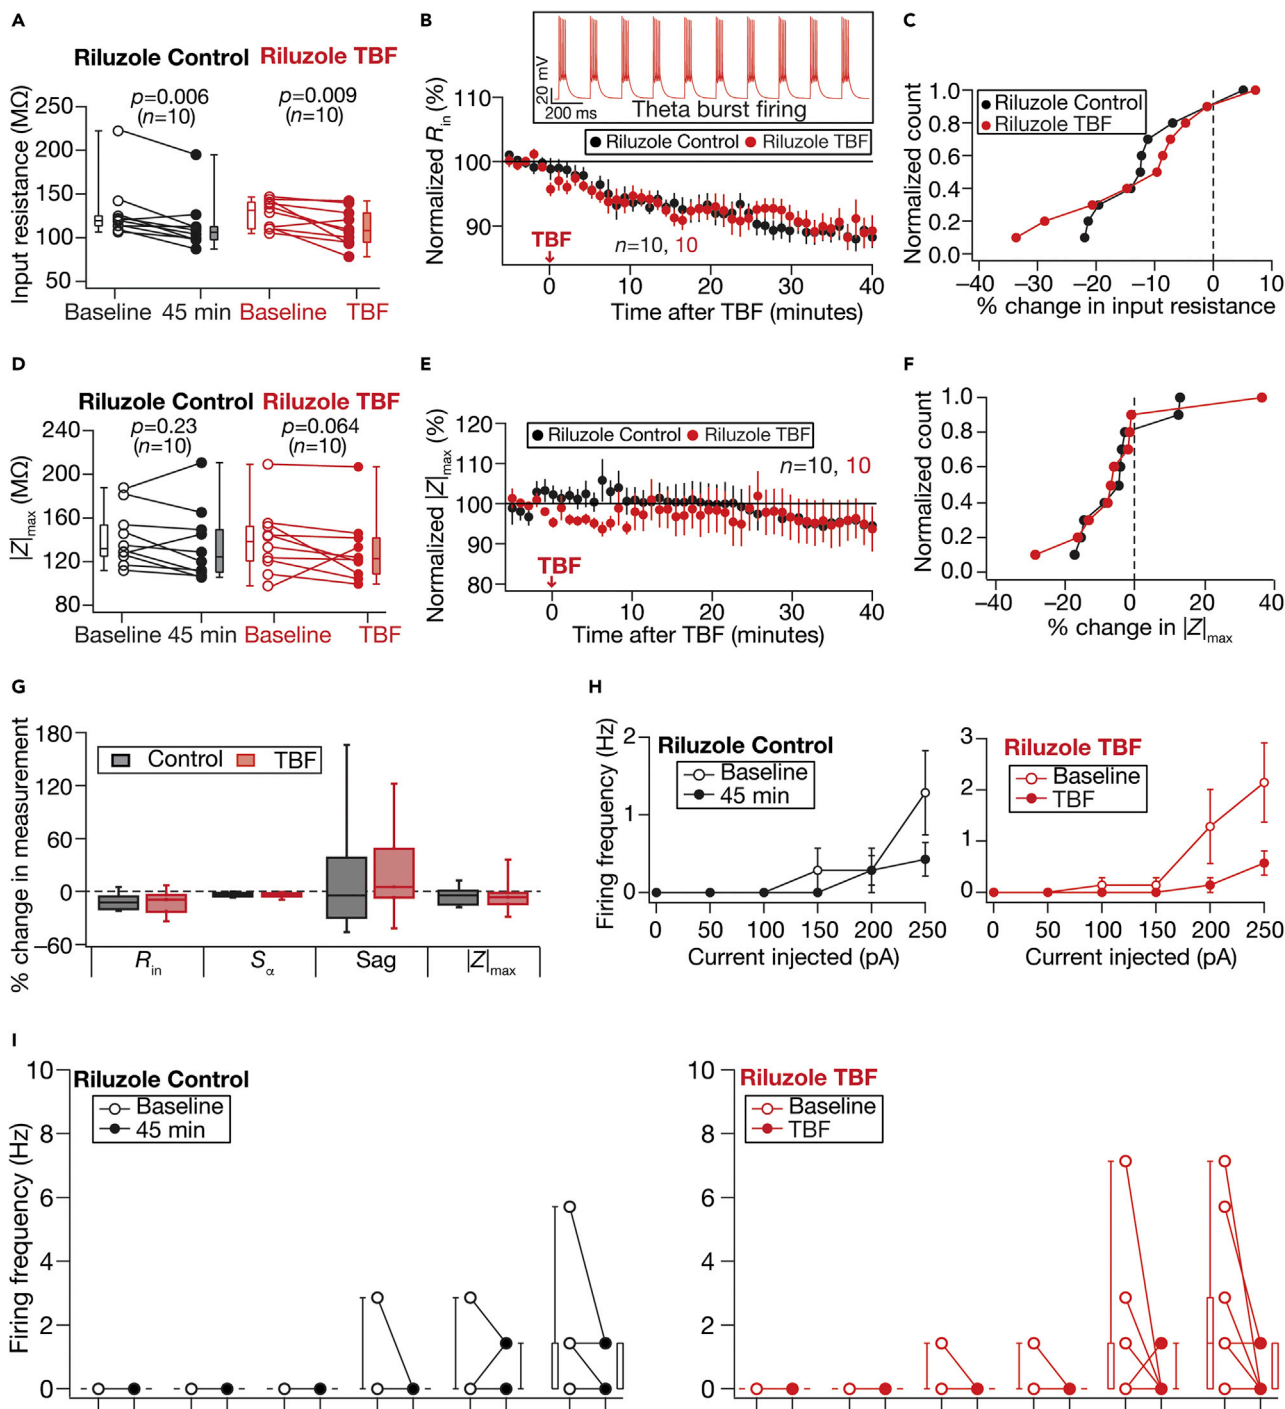 A
Riluzole Control Riluzole TBF
p=0.006
(n=10)
p=0.009
(n=10)
Input resistance (MΩ)
250
200
150
100
50
Baseline 45 min Baseline TBF
B
20 mV
200 ms
Theta burst firing
Riluzole Control Riluzole TBF
Normalized Rin (%)
110
100
90
TBF
n=10, 10
0 10 20 30 40
Time after TBF (minutes)
C
Riluzole Control
Riluzole TBF
Normalized count
1.0
0.8
0.6
0.4
0.2
0.0
−40 −30 −20 −10 0 10
% change in input resistance
D
Riluzole Control Riluzole TBF
p=0.23
(n=10)
p=0.064
(n=10)
|Z|max (MΩ)
240
200
160
120
80
Baseline 45 min Baseline TBF
E
Riluzole Control Riluzole TBF
n=10, 10
Normalized |Z|max (%)
120
110
100
90
80
TBF
0 10 20 30 40
Time after TBF (minutes)
F
Normalized count
1.0
0.8
0.6
0.4
0.2
0.0
−40 −20 0 20 40
% change in |Z|max
G
Control TBF
% change in measurement
180
120
60
0
−60
Rin Sα Sag |Z|max
H
Riluzole Control
Baseline
45 min
Firing frequency (Hz)
2
1
0
0 50 100 150 200 250
Current injected (pA)
Riluzole TBF
Baseline
TBF
3
2
1
0
0 50 100 150 200 250
Current injected (pA)
I
Riluzole Control
Baseline
45 min
Firing frequency (Hz)
10
8
6
4
2
0
Riluzole TBF
Baseline
TBF
10
8
6
4
2
0